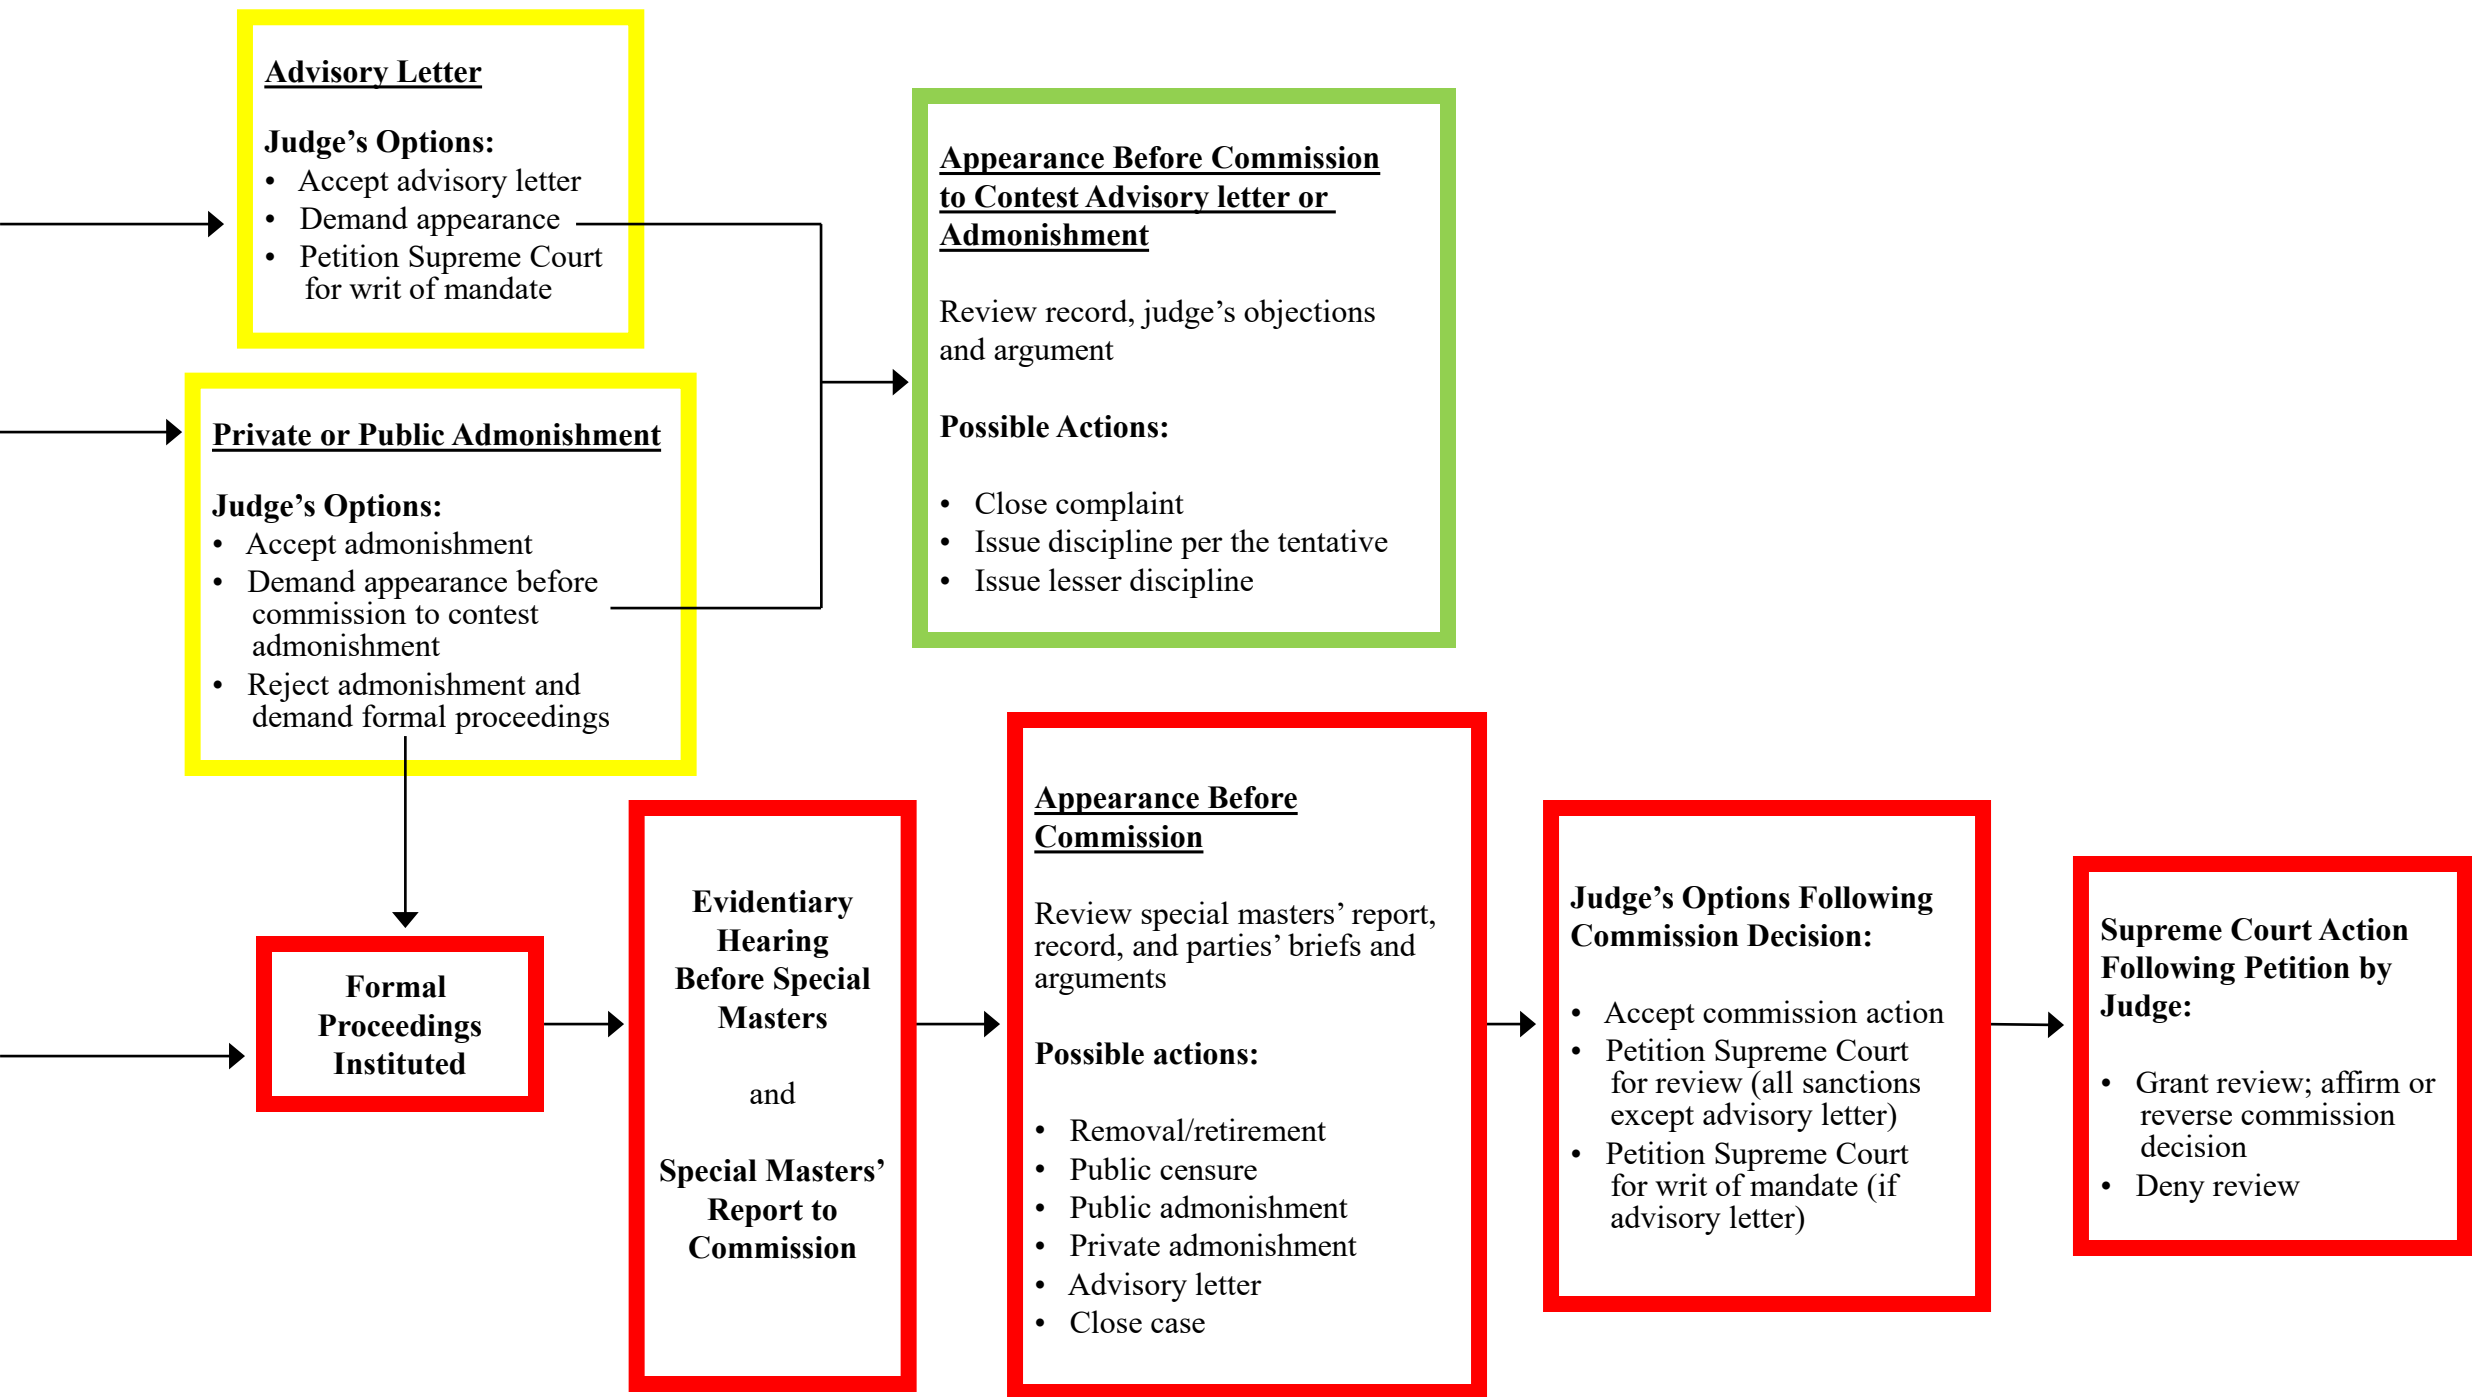 Advisory Letter
Judge’s Options:
• Accept advisory letter
• Demand appearance
• Petition Supreme Court
for writ of mandate
Private or Public Admonishment
Judge’s Options:
• Accept admonishment
• Demand appearance before
commission to contest
admonishment
• Reject admonishment and
demand formal proceedings
Appearance Before Commission
to Contest Advisory letter or
Admonishment
Review record, judge’s objections
and argument
Possible Actions:
• Close complaint
• Issue discipline per the tentative
• Issue lesser discipline
Formal
Proceedings
Instituted
Evidentiary
Hearing
Before Special
Masters
and
Special Masters’
Report to
Commission
Appearance Before
Commission
Review special masters’ report,
record, and parties’ briefs and
arguments
Possible actions:
• Removal/retirement
• Public censure
• Public admonishment
• Private admonishment
• Advisory letter
• Close case
Judge’s Options Following
Commission Decision:
• Accept commission action
• Petition Supreme Court
for review (all sanctions
except advisory letter)
• Petition Supreme Court
for writ of mandate (if
advisory letter)
Supreme Court Action
Following Petition by
Judge:
• Grant review; affirm or
reverse commission
decision
• Deny review